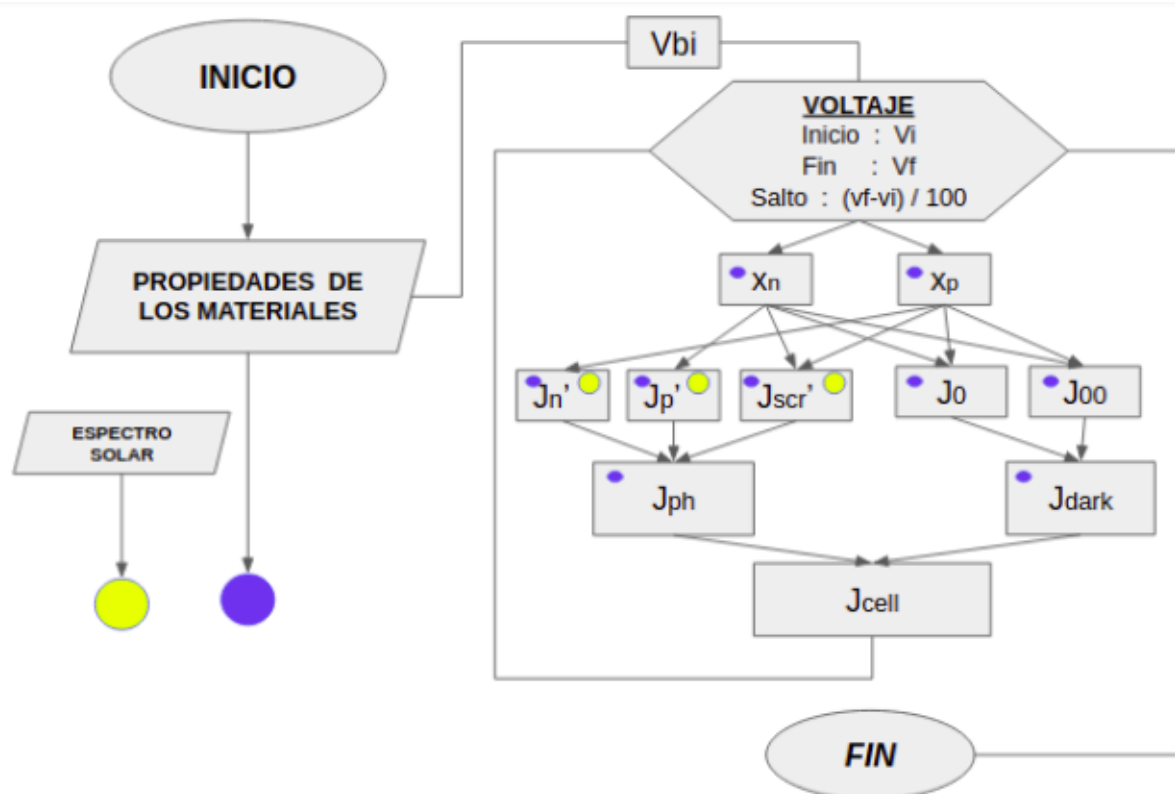 INICIO
Vbi
VOLTAJE
Inicio : Vi
Fin : Vf
Salto : (vf-vi) / 100
PROPIEDADES DE
LOS MATERIALES
xn
xp
Jn’
Jp’
Jscr’
J0
J00
ESPECTRO
SOLAR
Jph
Jdark
Jcell
FIN